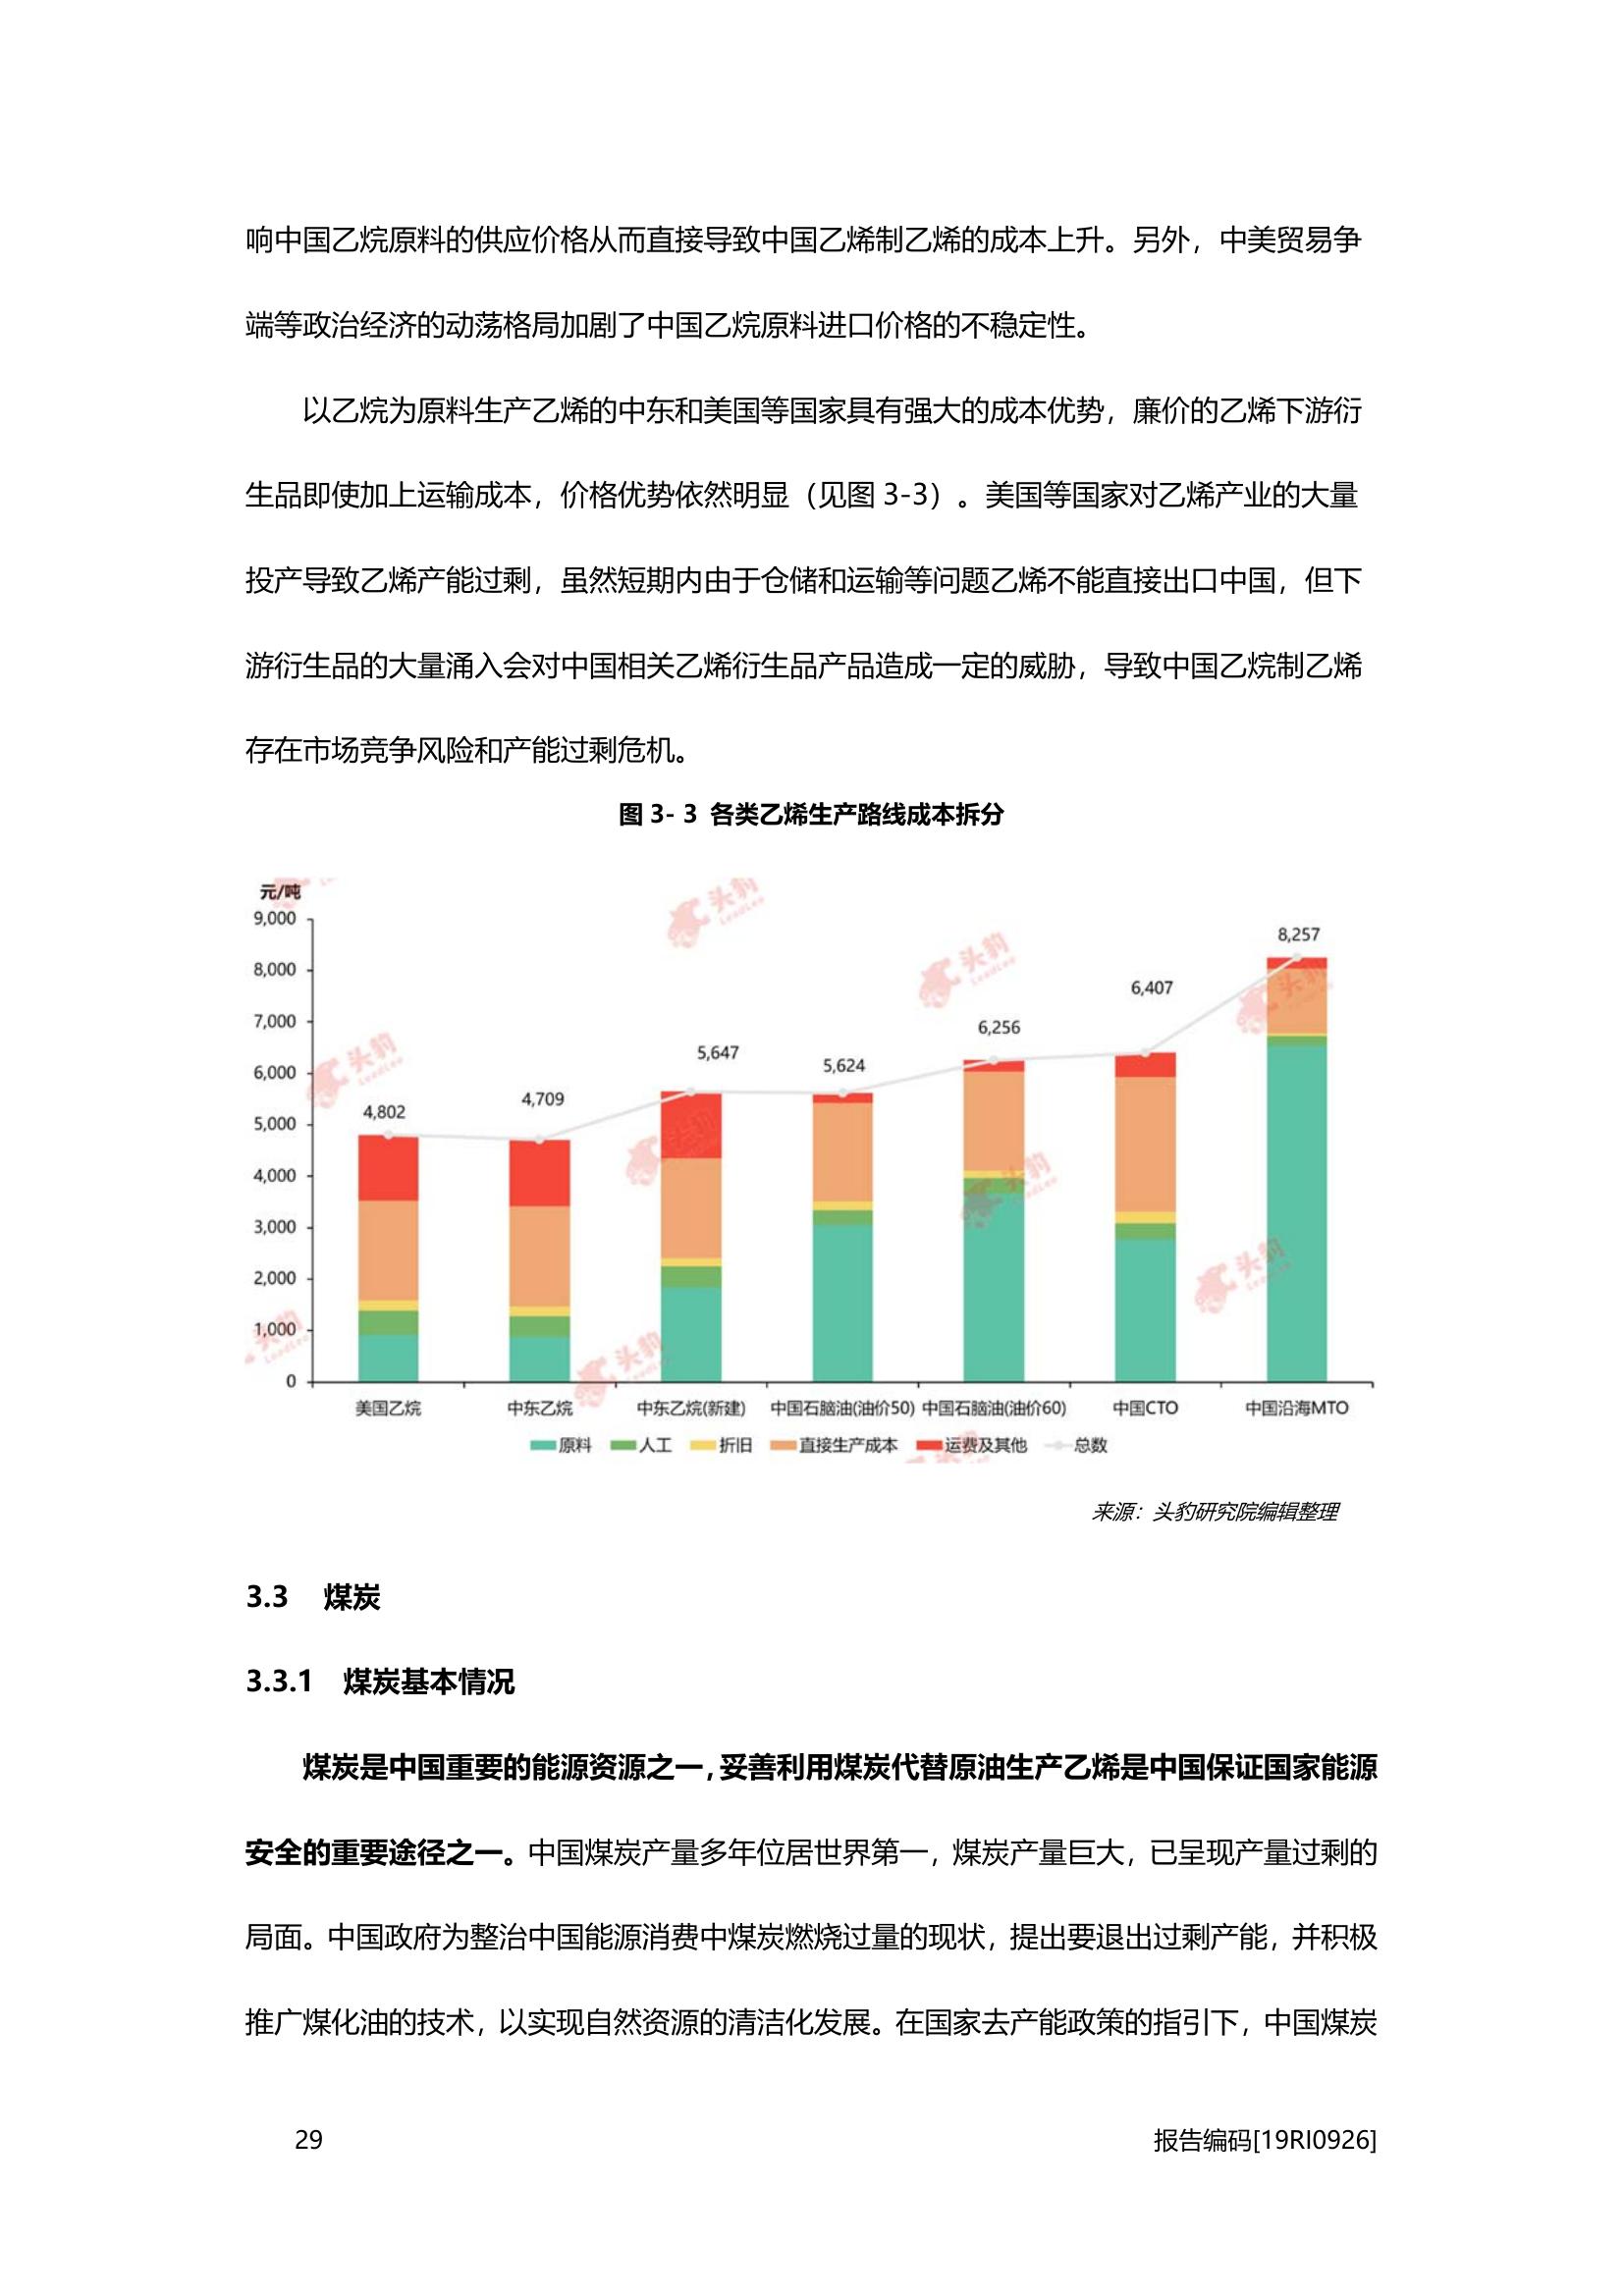 响中国乙烷原料的供应价格从而直接导致中国乙烯制乙烯的成本上升。另外，中美贸易争
端等政治经济的动荡格局加剧了中国乙烷原料进口价格的不稳定性。
以乙烷为原料生产乙烯的中东和美国等国家具有强大的成本优势，廉价的乙烯下游衍
生品即使加上运输成本，价格优势依然明显（见图 3-3）。美国等国家对乙烯产业的大量
投产导致乙烯产能过剩，虽然短期内由于仓储和运输等问题乙烯不能直接出口中国，但下
游衍生品的大量涌入会对中国相关乙烯衍生品产品造成一定的威胁，导致中国乙烷制乙烯
存在市场竞争风险和产能过剩危机。
图 3- 3 各类乙烯生产路线成本拆分
元/吨
9,000
8,000
7,000
6,000
5,000
4,000
3,000
2,000
1,000
0
4,802
4,709
5,647
5,624
6,256
6,407
8,257
美国乙烷 中东乙烷 中东乙烷(新建) 中国石脑油(油价50) 中国石脑油(油价60) 中国CTO 中国沿海MTO
原料 人工 折旧 直接生产成本 运费及其他 总数
头豹
LeadLeo
头豹
LeadLeo
头豹
LeadLeo
头豹
头豹
LeadLeo
头豹
LeadLeo
头豹
LeadLeo
头豹
LeadLeo
来源：头豹研究院编辑整理
3.3 煤炭
3.3.1 煤炭基本情况
煤炭是中国重要的能源资源之一，妥善利用煤炭代替原油生产乙烯是中国保证国家能源
安全的重要途径之一。中国煤炭产量多年位居世界第一，煤炭产量巨大，已呈现产量过剩的
局面。中国政府为整治中国能源消费中煤炭燃烧过量的现状，提出要退出过剩产能，并积极
推广煤化油的技术，以实现自然资源的清洁化发展。在国家去产能政策的指引下，中国煤炭
29 报告编码[19RI0926]